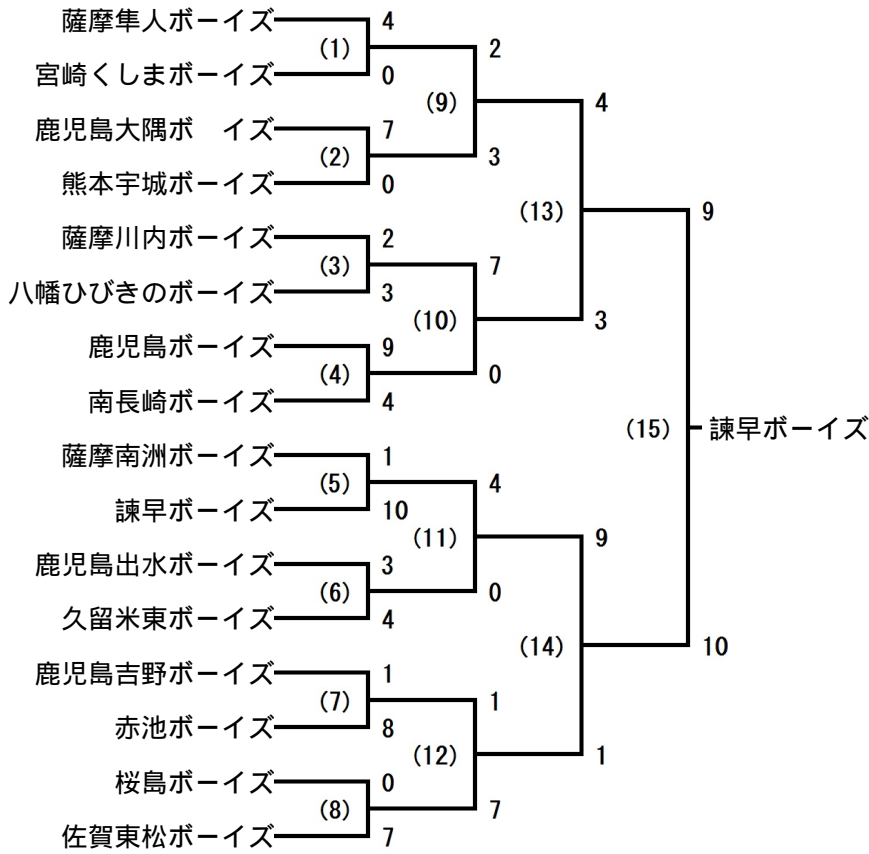 薩摩隼人ボーイズ 4
(1) 2
宮崎くしまボーイズ 0
(9) 4
鹿児島大隅ボ イズ 7
(2) 3
熊本宇城ボーイズ 0
(13) 9
薩摩川内ボーイズ 2
(3) 7
八幡ひびきのボーイズ 3
(10) 3
鹿児島ボーイズ 9
(4) 0
南長崎ボーイズ 4
(15) 諫早ボーイズ
薩摩南洲ボーイズ 1
(5) 4
諫早ボーイズ 10
(11) 9
鹿児島出水ボーイズ 3
(6) 0
久留米東ボーイズ 4
(14) 10
鹿児島吉野ボーイズ 1
(7) 1
赤池ボーイズ 8
(12) 1
桜島ボーイズ 0
(8) 7
佐賀東松ボーイズ 7